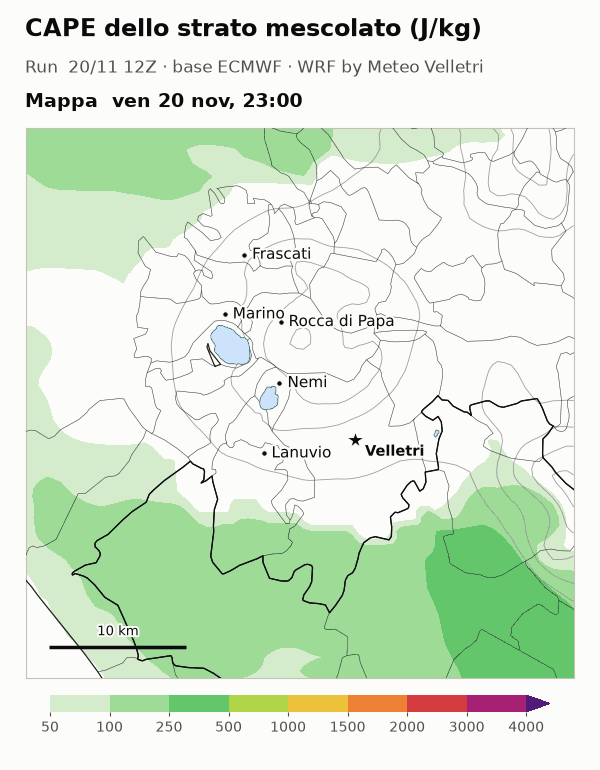 CAPE dello strato mescolato (J/kg)
Run 20/11 12Z · base ECMWF · WRF by Meteo Velletri
Mappa ven 20 nov, 23:00
Frascati
Marino
Rocca di Papa
Nemi
Lanuvio
Velletri
10 km
50 100 250 500 1000 1500 2000 3000 4000